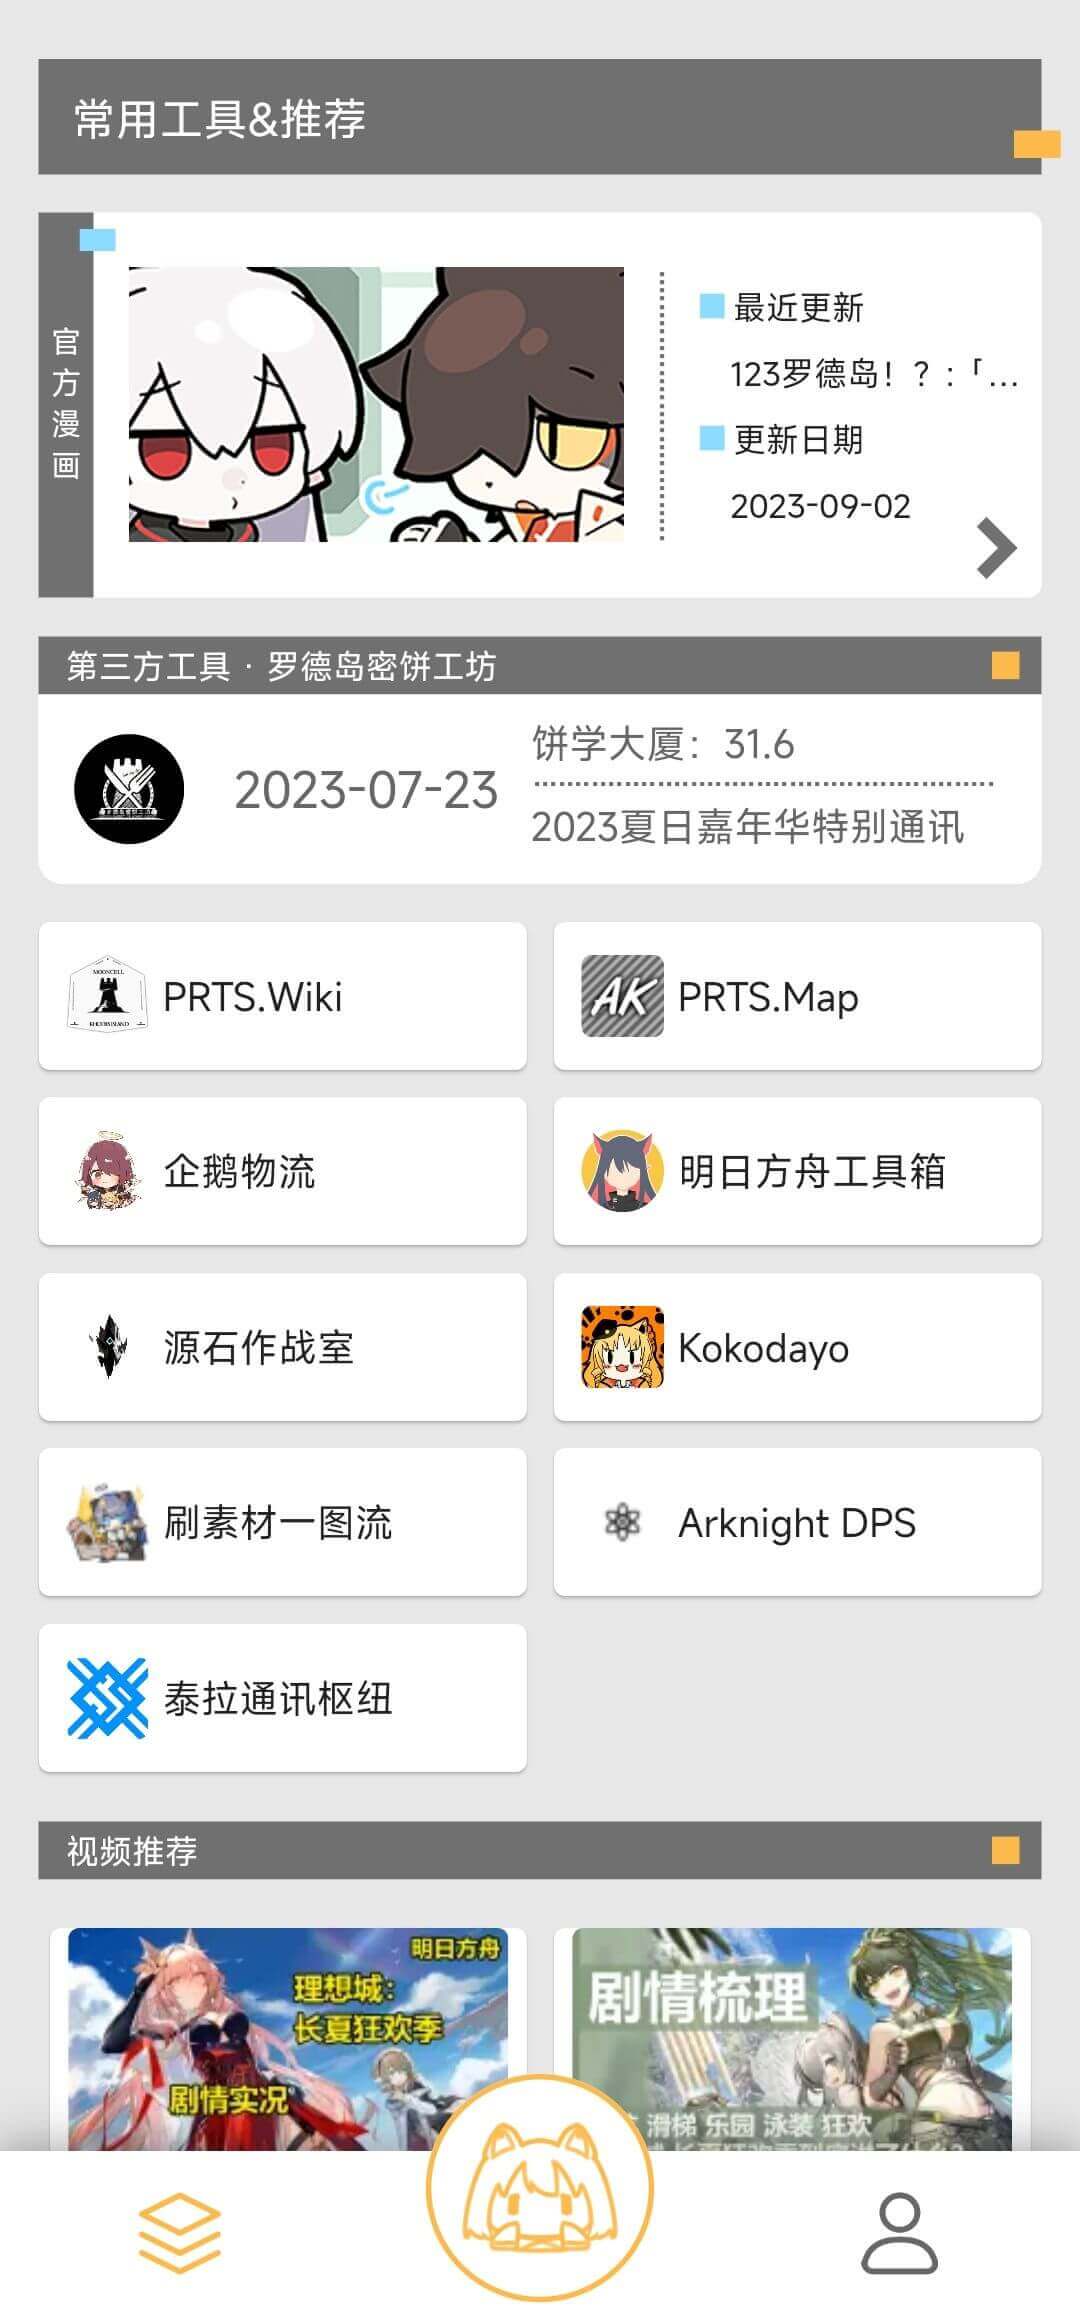 常用工具&推荐
官方漫画
最近更新
123罗德岛！？:「...
更新日期
2023-09-02
第三方工具 · 罗德岛密饼工坊
2023-07-23
饼学大厦：31.6
2023夏日嘉年华特别通讯
MOONCELL
RHODES ISLAND
PRTS.Wiki
AK
PRTS.Map
企鹅物流
明日方舟工具箱
源石作战室
Kokodayo
刷素材一图流
Arknight DPS
泰拉通讯枢纽
视频推荐
明日方舟
理想城：
长夏狂欢季
剧情实况
剧情梳理
滑梯 乐园 泳装 狂欢